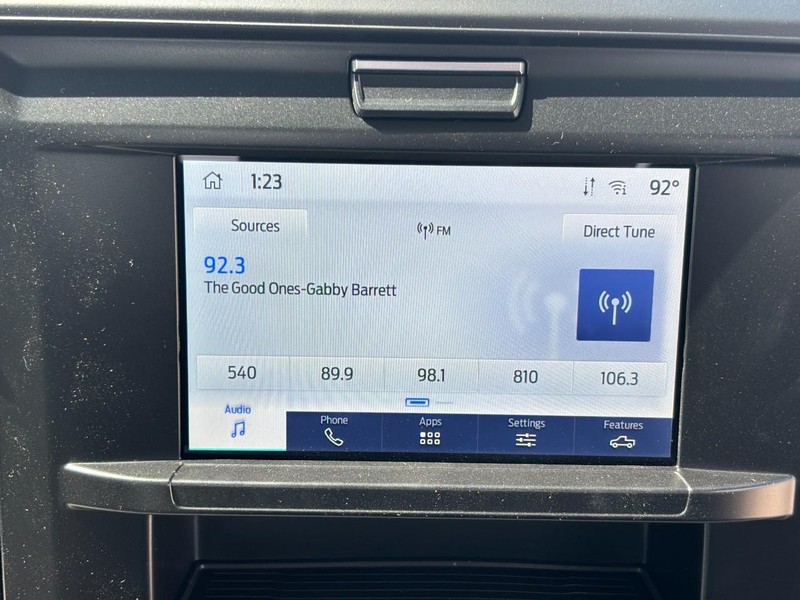 1:23
92°
Sources
FM
Direct Tune
92.3
The Good Ones-Gabby Barrett
540
89.9
98.1
810
106.3
Audio
Phone
Apps
Settings
Features